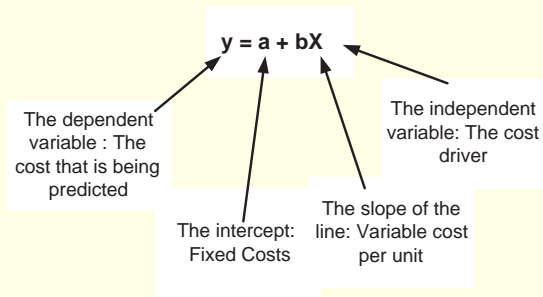 y = a + bX
The dependent
variable : The
cost that is being
predicted
The intercept:
Fixed Costs
The slope of the
line: Variable cost
per unit
The independent
variable: The cost
driver